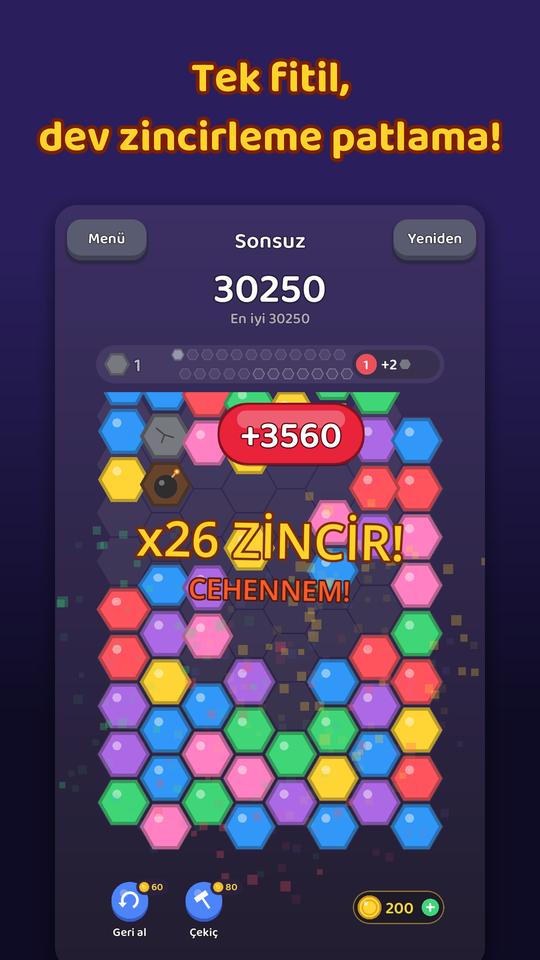 Tek fitil,
dev zincirleme patlama!
Menü
Sonsuz
Yeniden
30250
En iyi 30250
1
1
+2
+3560
x26 ZİNCİR!
CEHENNEM!
60
80
Geri al
Çekiç
200
+